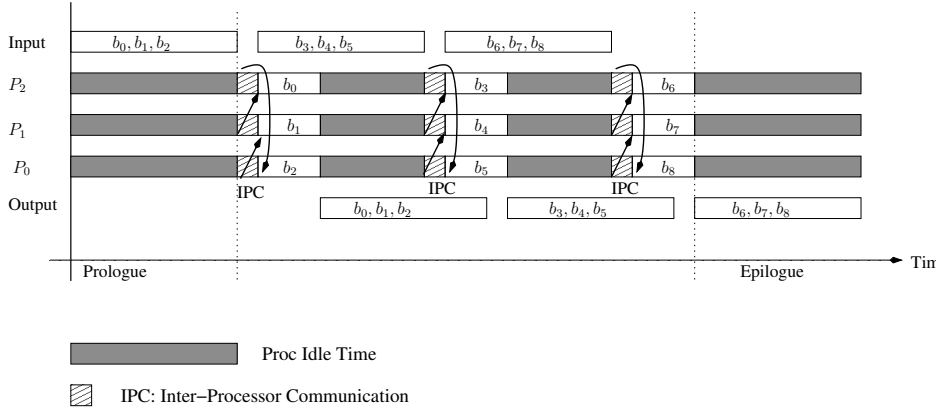 Input b₀, b₁, b₂ b₃, b₄, b₅ b₆, b₇, b₈
P₂ b₀ b₃ b₆
P₁ b₁ b₄ b₇
P₀ b₂ b₅ b₈
IPC IPC IPC
Output b₀, b₁, b₂ b₃, b₄, b₅ b₆, b₇, b₈
Tim
Prologue Epilogue
Proc Idle Time
IPC: Inter−Processor Communication